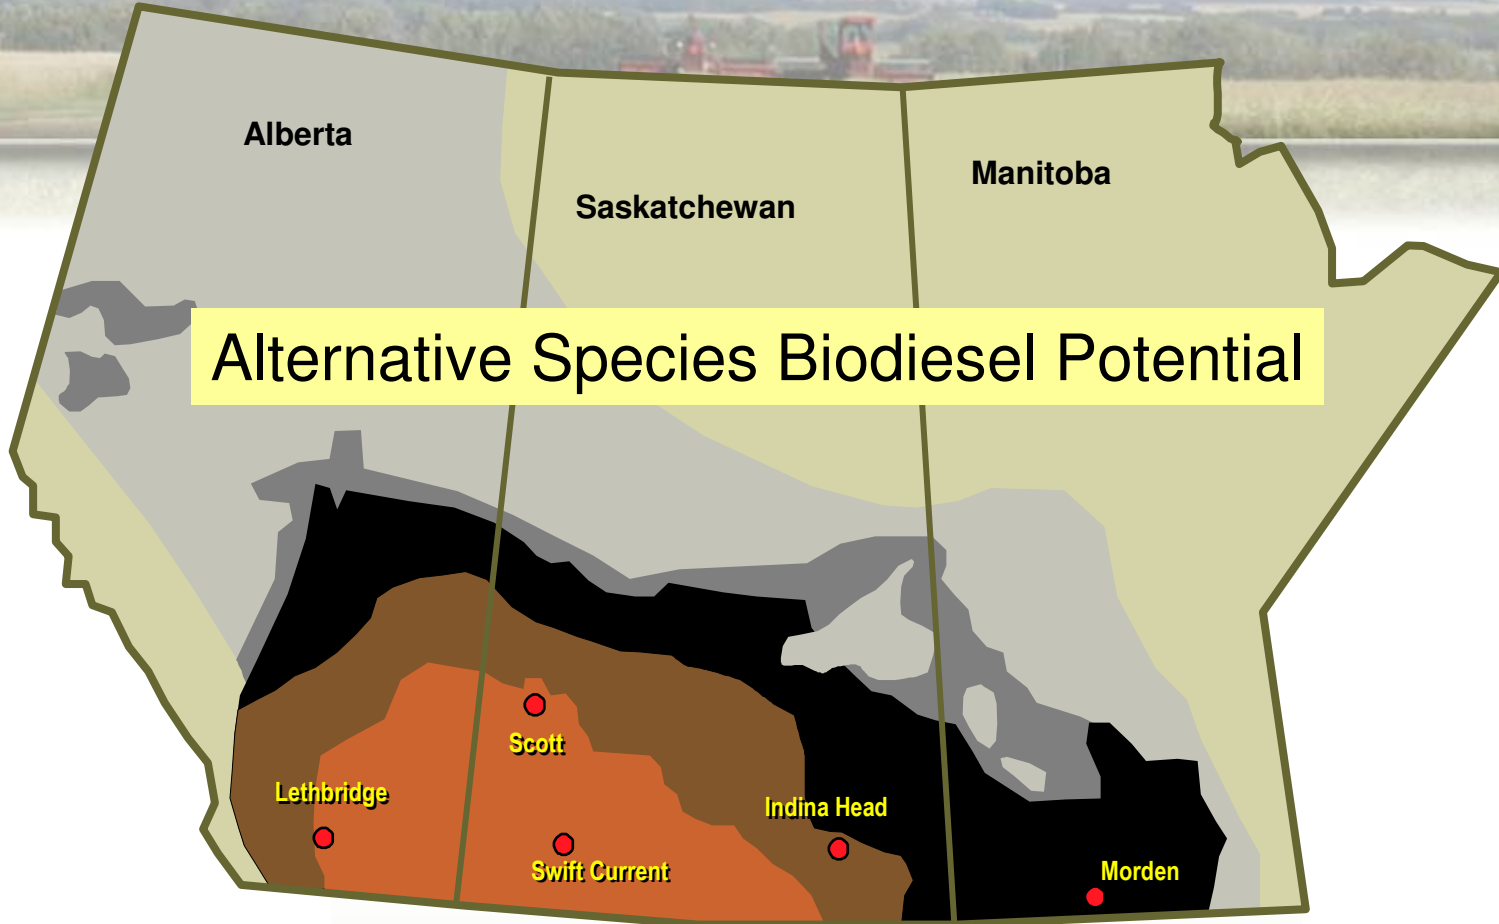 Alberta
Manitoba
Saskatchewan
Alternative Species Biodiesel Potential
Scott
Lethbridge
Indina Head
Swift Current
Morden